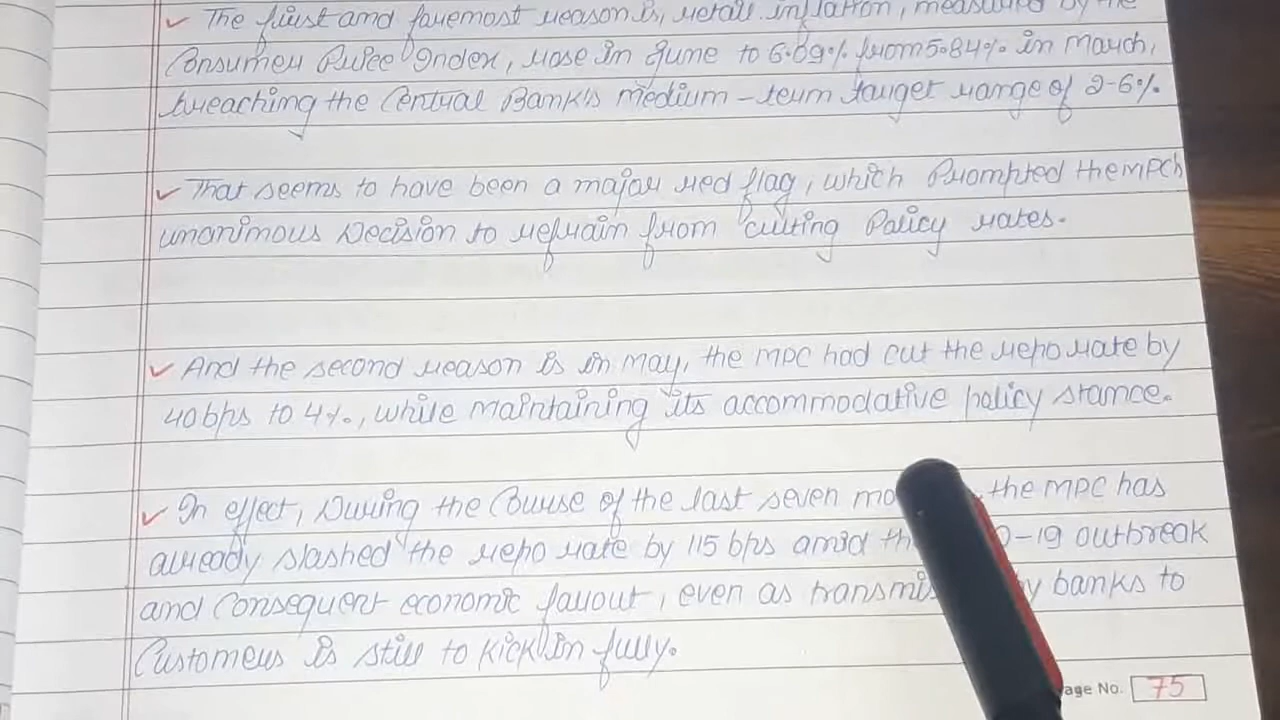 The first and foremost reason is, retail inflation, measured by the
Consumer Price Index, rose in June to 6.09% from 5.84% in March,
breaching the Central Bank's medium-term target range of 2-6%.
That seems to have been a major red flag, which Prompted the MPC's
unanimous Decision to refrain from cutting Policy rates.
And the second reason is in May, the MPC had cut the repo rate by
40 bps to 4%, while maintaining its accommodative policy stance.
In effect, During the Course of the last seven the MPC has
already slashed the repo rate by 115 bps amid -19 outbreak
and Consequent economic fallout, even as banks to
Customers is still to kick in fully.
age No. 75